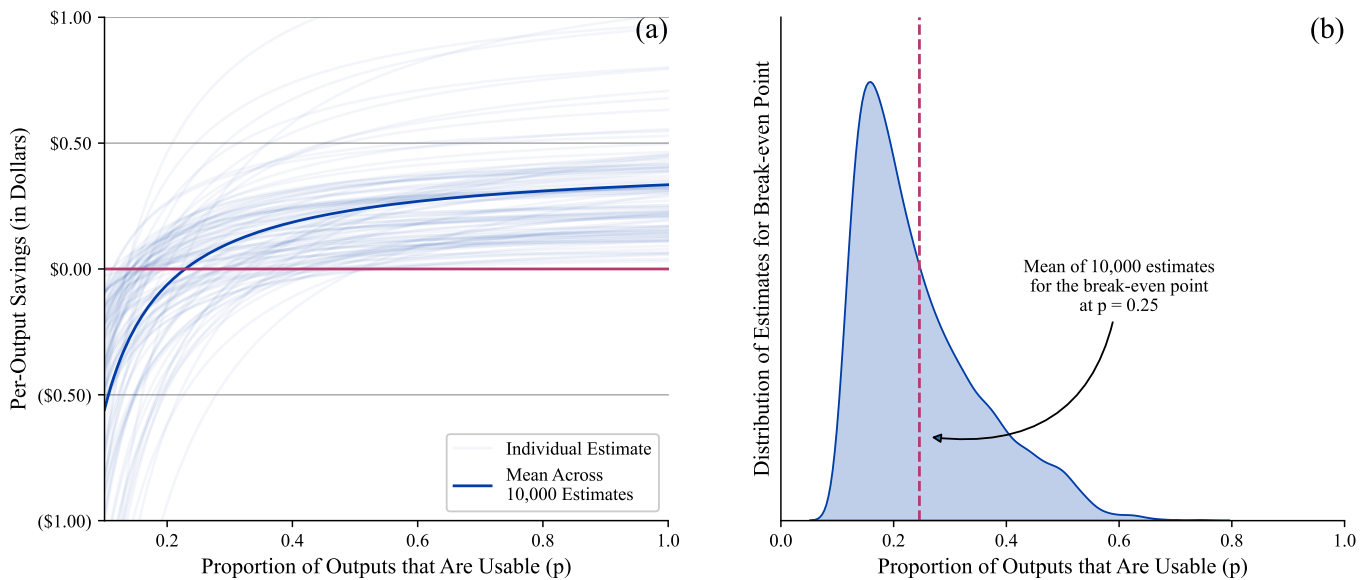 (a)
Per-Output Savings (in Dollars)
$1.00
$0.50
$0.00
($0.50)
($1.00)
Individual Estimate
Mean Across
10,000 Estimates
0.2
0.4
0.6
0.8
1.0
Proportion of Outputs that Are Usable (p)
(b)
Distribution of Estimates for Break-even Point
Mean of 10,000 estimates
for the break-even point
at p = 0.25
0.0
0.2
0.4
0.6
0.8
1.0
Proportion of Outputs that Are Usable (p)